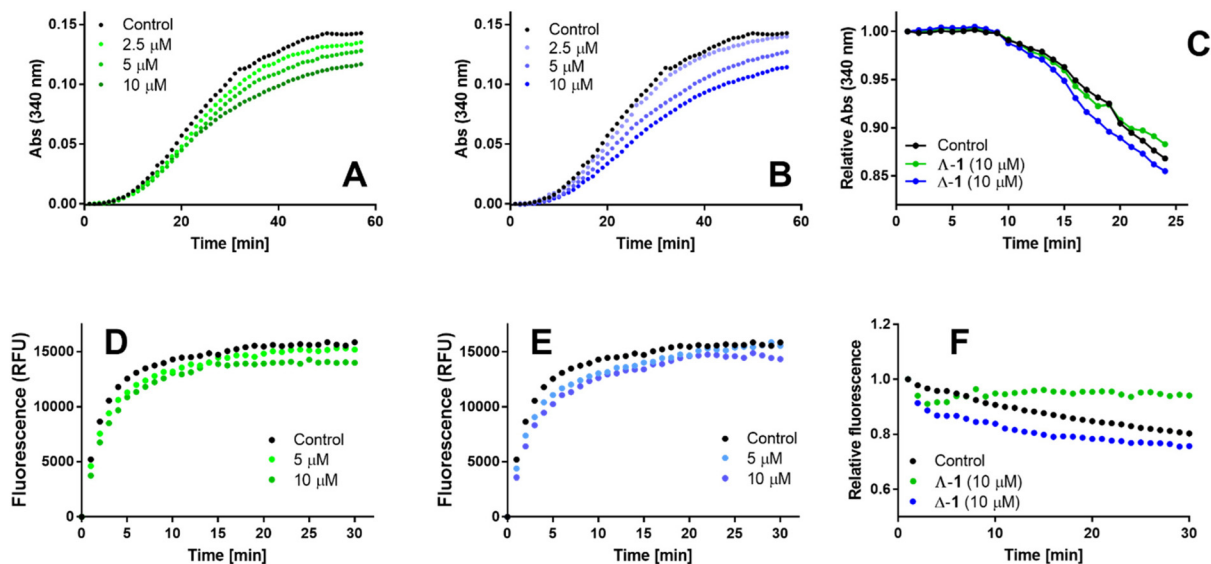 Abs (340 nm)
0.15
0.10
0.05
0.00
0
20
40
60
Time [min]
Control
2.5 μM
5 μM
10 μM
A
Abs (340 nm)
0.15
0.10
0.05
0.00
0
20
40
60
Time [min]
Control
2.5 μM
5 μM
10 μM
B
Relative Abs (340 nm)
1.00
0.95
0.90
0.85
0
5
10
15
20
25
Time [min]
Control
Λ-1 (10 μM)
Δ-1 (10 μM)
C
Fluorescence (RFU)
15000
10000
5000
0
0
5
10
15
20
25
30
Time [min]
Control
5 μM
10 μM
D
Fluorescence (RFU)
15000
10000
5000
0
0
5
10
15
20
25
30
Time [min]
Control
5 μM
10 μM
E
Relative fluorescence
1.2
1.0
0.8
0.6
0
10
20
30
Time [min]
Control
Λ-1 (10 μM)
Δ-1 (10 μM)
F